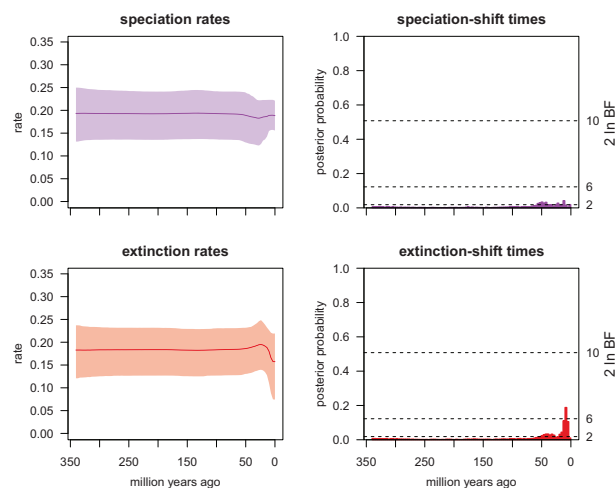 speciation rates
rate
0.35
0.30
0.25
0.20
0.15
0.10
0.05
0.00
speciation-shift times
posterior probability
1.0
0.8
0.6
0.4
0.2
0.0
10
6
2
2 ln BF
extinction rates
rate
0.35
0.30
0.25
0.20
0.15
0.10
0.05
0.00
350 250 150 50 0
million years ago
extinction-shift times
posterior probability
1.0
0.8
0.6
0.4
0.2
0.0
10
6
2
2 ln BF
350 250 150 50 0
million years ago